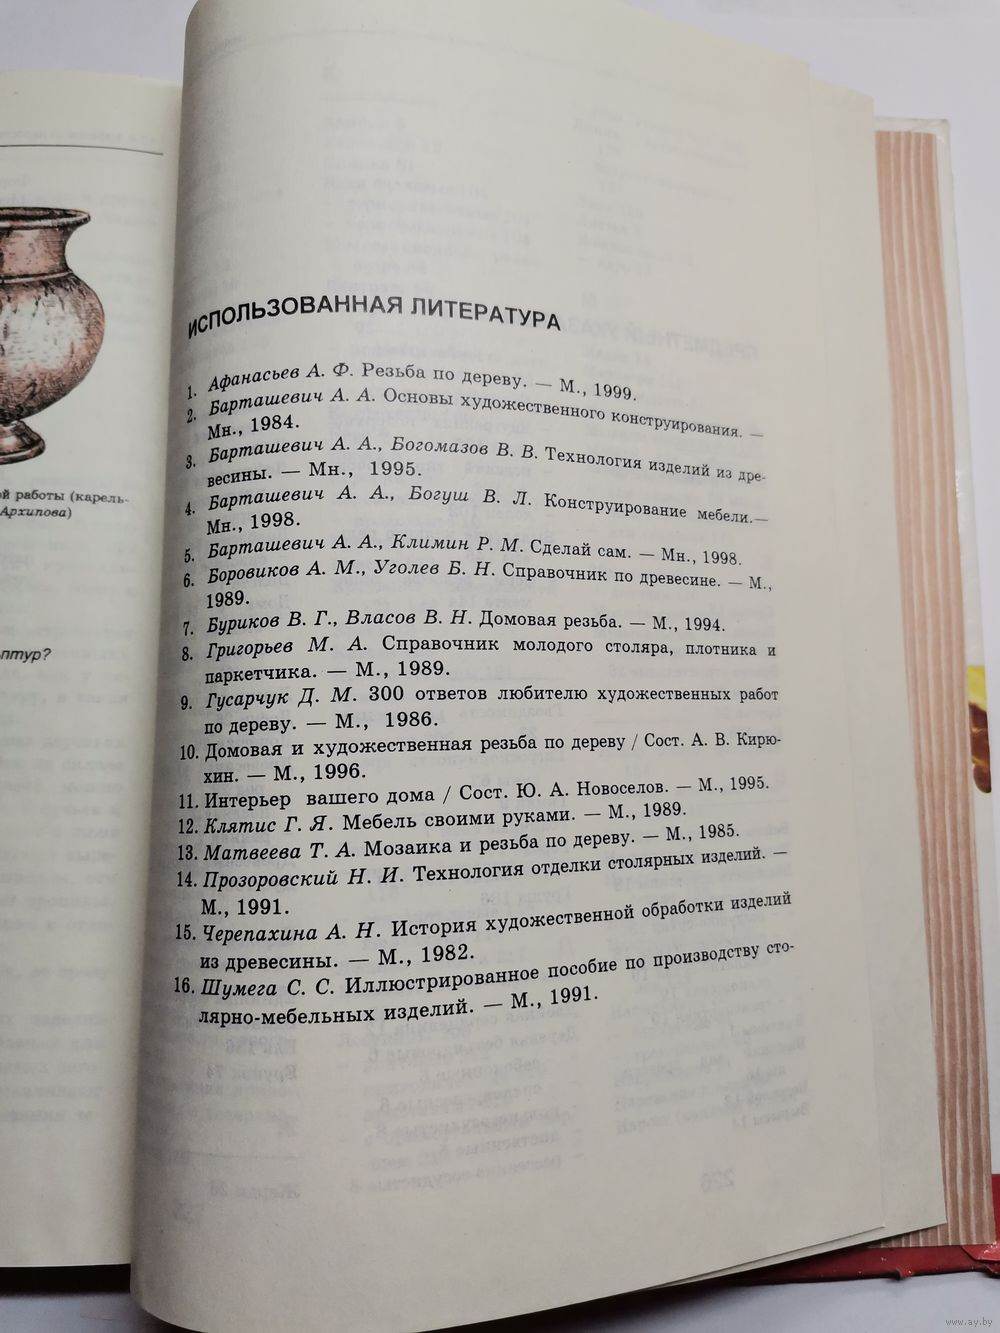 й работы (карель-
Архипова)
птур?
ИСПОЛЬЗОВАННАЯ ЛИТЕРАТУРА
1. Афанасьев А. Ф. Резьба по дереву. — М., 1999.
2. Барташевич А. А. Основы художественного конструирования. —
Мн., 1984.
3. Барташевич А. А., Богомазов В. В. Технология изделий из дре-
весины. — Мн., 1995.
4. Барташевич А. А., Богуш В. Л. Конструирование мебели.—
Мн., 1998.
5. Барташевич А. А., Климин Р. М. Сделай сам. — Мн., 1998.
6. Боровиков А. М., Уголев Б. Н. Справочник по древесине. — М.,
1989.
7. Буриков В. Г., Власов В. Н. Домовая резьба. — М., 1994.
8. Григорьев М. А. Справочник молодого столяра, плотника и
паркетчика. — М., 1989.
9. Гусарчук Д. М. 300 ответов любителю художественных работ
по дереву. — М., 1986.
10. Домовая и художественная резьба по дереву / Сост. А. В. Кирю-
хин. — М., 1996.
11. Интерьер вашего дома / Сост. Ю. А. Новоселов. — М., 1995.
12. Клятис Г. Я. Мебель своими руками. — М., 1989.
13. Матвеева Т. А. Мозаика и резьба по дереву. — М., 1985.
14. Прозоровский Н. И. Технология отделки столярных изделий. —
М., 1991.
15. Черепахина А. Н. История художественной обработки изделий
из древесины. — М., 1982.
16. Шумега С. С. Иллюстрированное пособие по производству сто-
лярно-мебельных изделий. — М., 1991.
www.ay.by